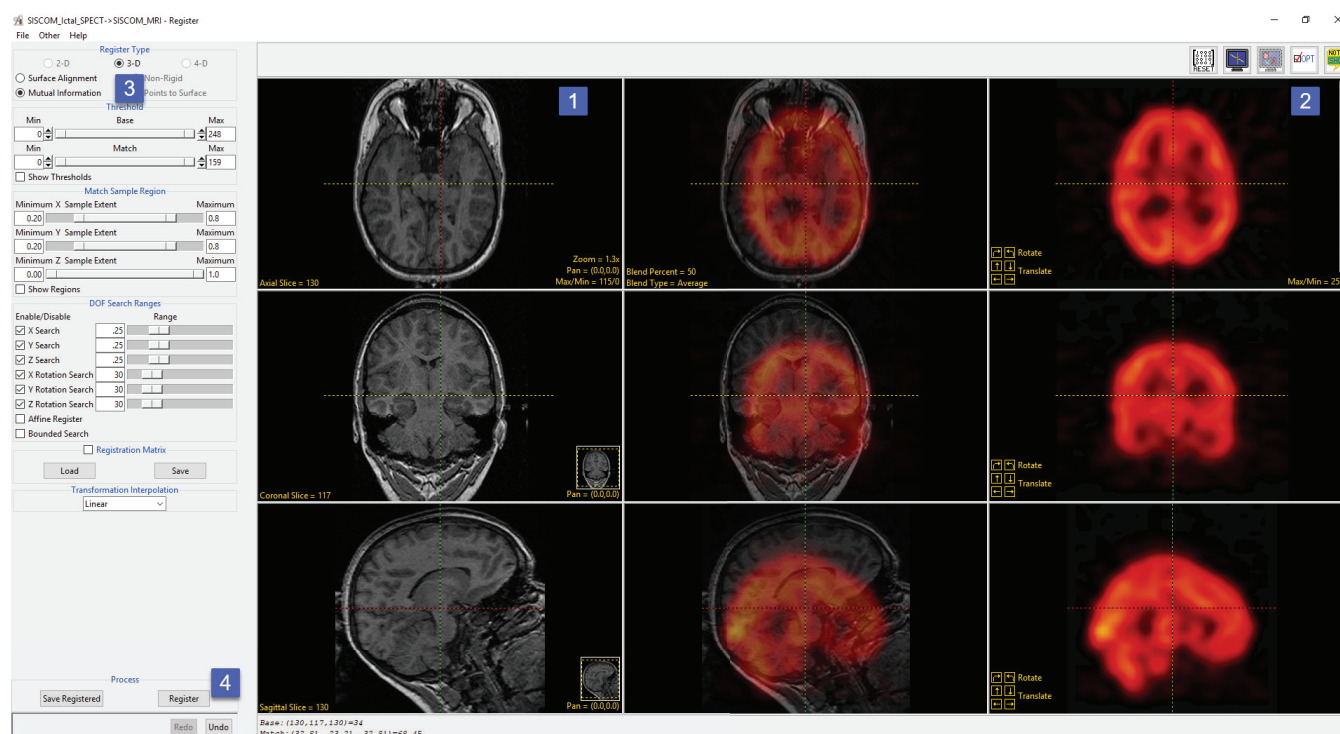 SISCOM_Ictal_SPECT->SISCOM_MRI - Register
File Other Help
Register Type
2-D 3-D 4-D
Surface Alignment Non-Rigid
Mutual Information Points to Surface
3
Threshold
Min Base Max
0 248
Min Match Max
0 159
Show Thresholds
Match Sample Region
Minimum X Sample Extent Maximum
0.20 0.8
Minimum Y Sample Extent Maximum
0.20 0.8
Minimum Z Sample Extent Maximum
0.00 1.0
Show Regions
DOF Search Ranges
Enable/Disable Range
X Search .25
Y Search .25
Z Search .25
X Rotation Search 30
Y Rotation Search 30
Z Rotation Search 30
Affine Register
Bounded Search
Registration Matrix
Load Save
Transformation Interpolation
Linear
Process
Save Registered Register
4
Redo Undo
RESET
OPT
NOT
1
2
Zoom = 1.3x
Pan = (0.0,0.0)
Axial Slice = 130 Max/Min = 115/0
Blend Percent = 50
Blend Type = Average
Rotate
Translate
Max/Min = 25
Coronal Slice = 117 Pan = (0.0,0.0)
Rotate
Translate
Sagittal Slice = 130 Pan = (0.0,0.0)
Rotate
Translate
Base:(130,117,130)=34